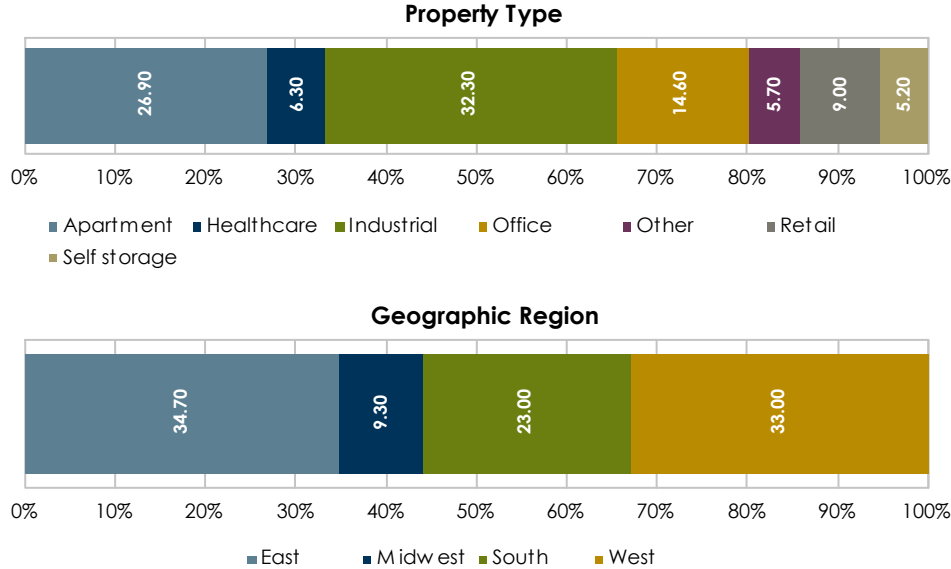 Property Type
26.90 6.30 32.30 14.60 5.70 9.00 5.20
0% 10% 20% 30% 40% 50% 60% 70% 80% 90% 100%
Apartment Healthcare Industrial Office Other Retail
Self storage
Geographic Region
34.70 9.30 23.00 33.00
0% 10% 20% 30% 40% 50% 60% 70% 80% 90% 100%
East Midwest South West